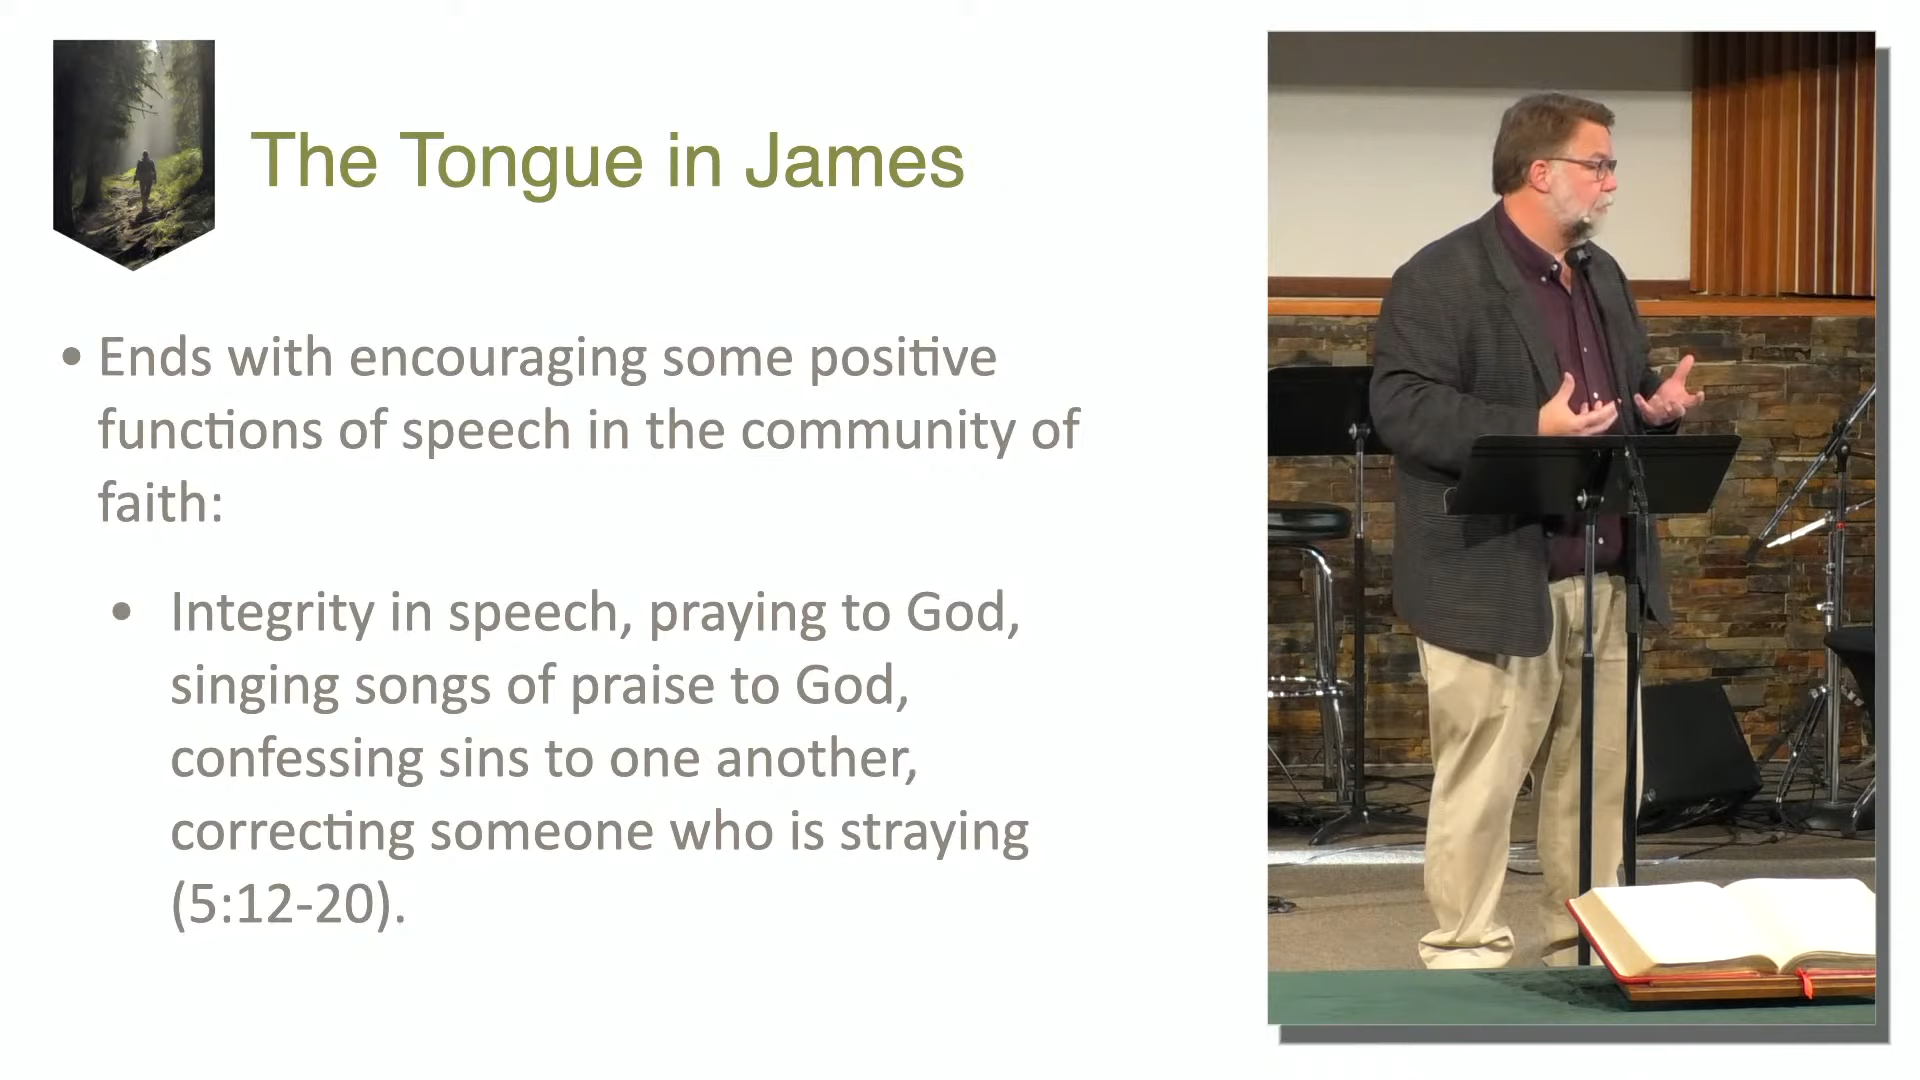 The Tongue in James
• Ends with encouraging some positive
functions of speech in the community of
faith:
• Integrity in speech, praying to God,
singing songs of praise to God,
confessing sins to one another,
correcting someone who is straying
(5:12-20).